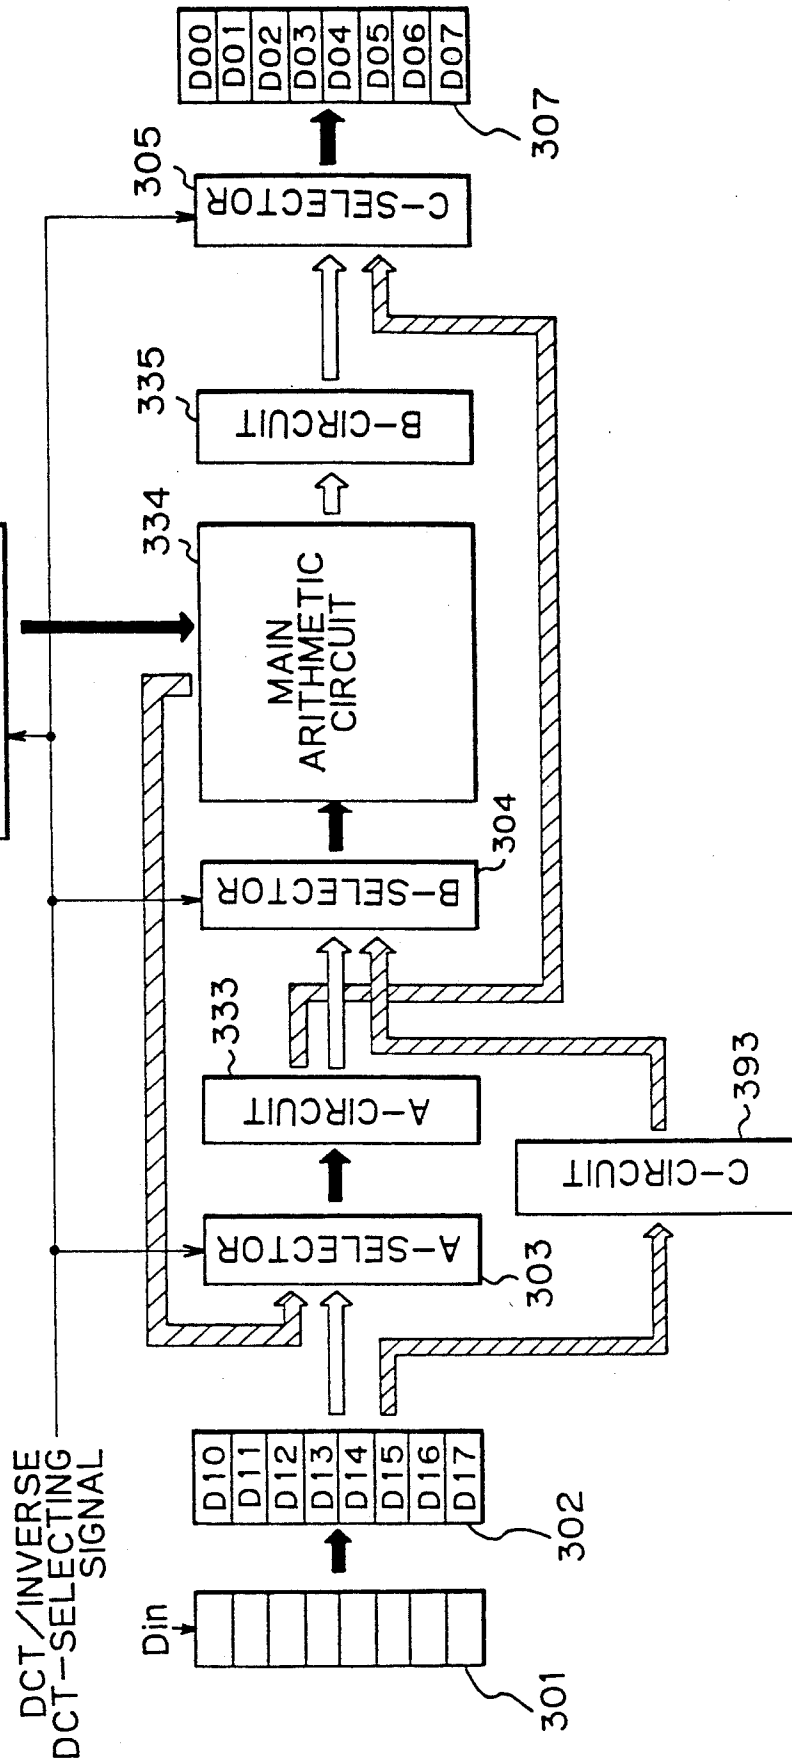 DCT/INVERSE
DCT-SELECTING
SIGNAL
Din
301
D10
D11
D12
D13
D14
D15
D16
D17
302
A-SELECTOR
303
A-CIRCUIT
333
C-CIRCUIT
393
B-SELECTOR
304
MAIN
ARITHMETIC
CIRCUIT
334
B-CIRCUIT
335
C-SELECTOR
305
D00
D01
D02
D03
D04
D05
D06
D07
307